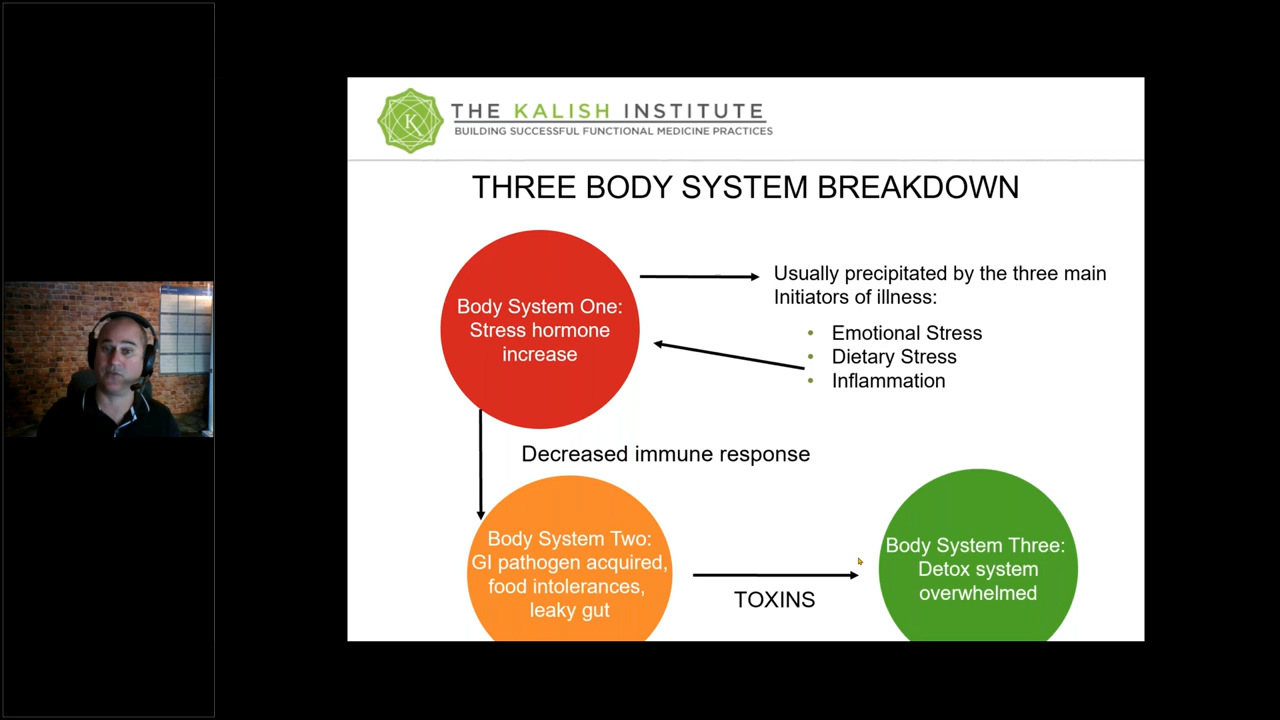 THE KALISH INSTITUTE
BUILDING SUCCESSFUL FUNCTIONAL MEDICINE PRACTICES
K
THREE BODY SYSTEM BREAKDOWN
Body System One:
Stress hormone
increase
Usually precipitated by the three main
Initiators of illness:
• Emotional Stress
• Dietary Stress
• Inflammation
Decreased immune response
Body System Two:
GI pathogen acquired,
food intolerances,
leaky gut
TOXINS
Body System Three:
Detox system
overwhelmed